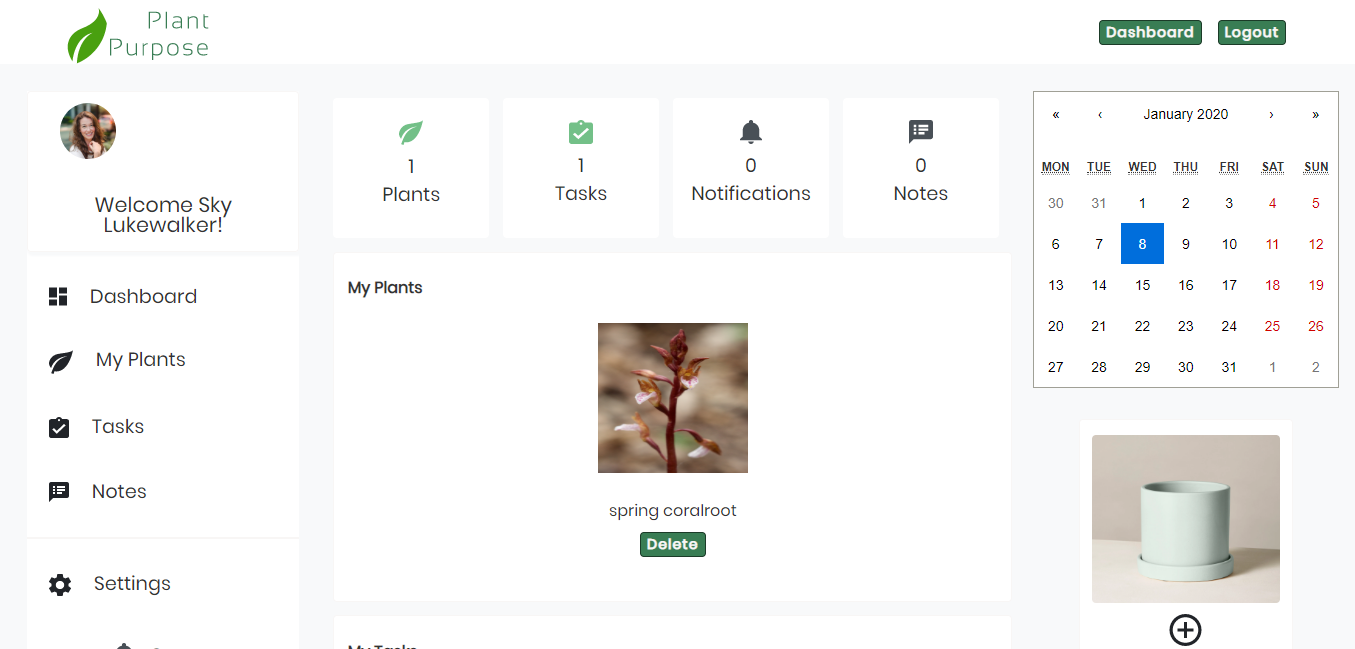 Plant
Purpose
Dashboard Logout
Welcome Sky
Lukewalker!
Dashboard
My Plants
Tasks
Notes
Settings
1
Plants
1
Tasks
0
Notifications
0
Notes
My Plants
spring coralroot
Delete
My Tasks
« ‹ January 2020 › »
MON TUE WED THU FRI SAT SUN
30 31 1 2 3 4 5
6 7 8 9 10 11 12
13 14 15 16 17 18 19
20 21 22 23 24 25 26
27 28 29 30 31 1 2